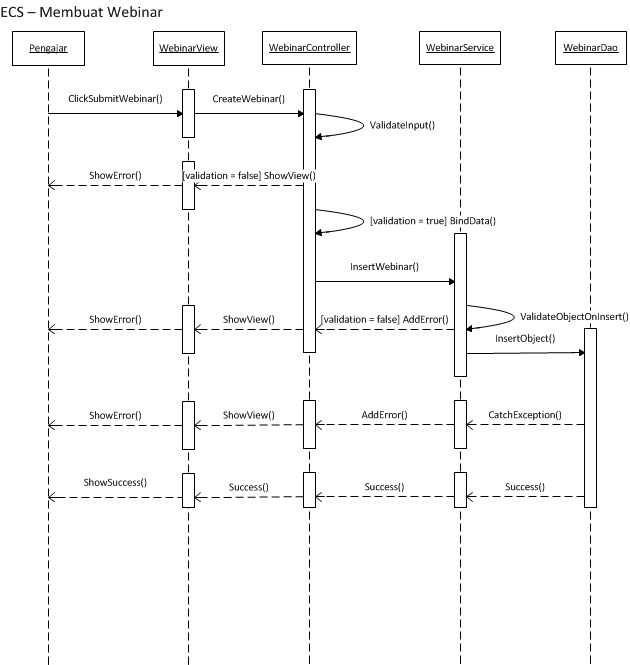 ECS – Membuat Webinar
Pengajar
WebinarView
WebinarController
WebinarService
WebinarDao
ClickSubmitWebinar()
CreateWebinar()
ValidateInput()
ShowError()
[validation = false] ShowView()
[validation = true] BindData()
InsertWebinar()
ShowError()
ShowView()
[validation = false] AddError()
ValidateObjectOnInsert()
InsertObject()
ShowError()
ShowView()
AddError()
CatchException()
ShowSuccess()
Success()
Success()
Success()